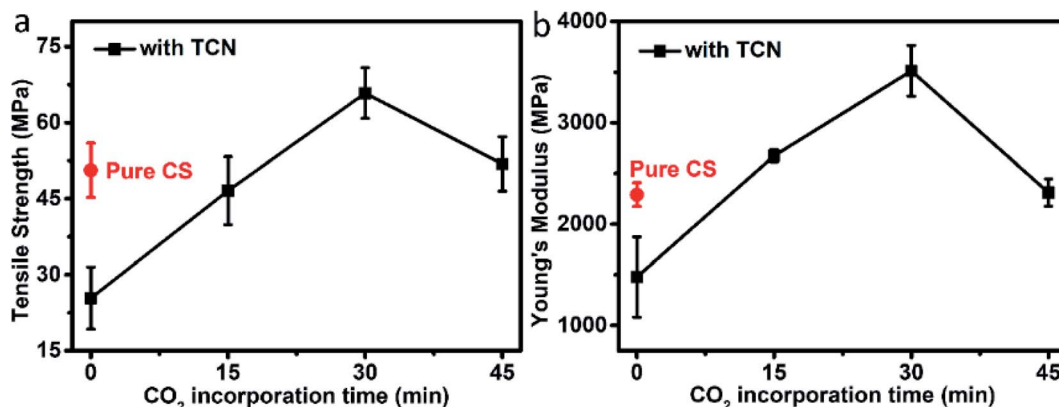 a
with TCN
Pure CS
Tensile Strength (MPa)
75
60
45
30
15
0
15
30
45
CO₂ incorporation time (min)
b
with TCN
Pure CS
Young's Modulus (MPa)
4000
3000
2000
1000
0
15
30
45
CO₂ incorporation time (min)